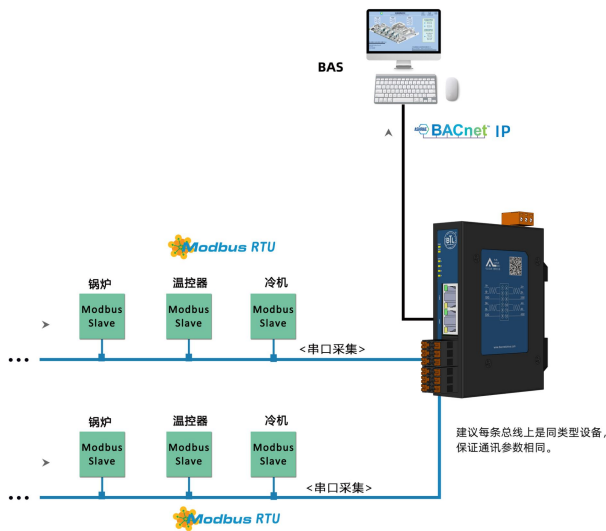 BAS
ASHRAE BACnet™ IP
Modbus RTU
BTL
锅炉
温控器
冷机
Modbus
Slave
Modbus
Slave
Modbus
Slave
<串口采集>
...
锅炉
温控器
冷机
建议每条总线上是同类型设备，
保证通讯参数相同。
Modbus
Slave
Modbus
Slave
Modbus
Slave
<串口采集>
...
Modbus RTU